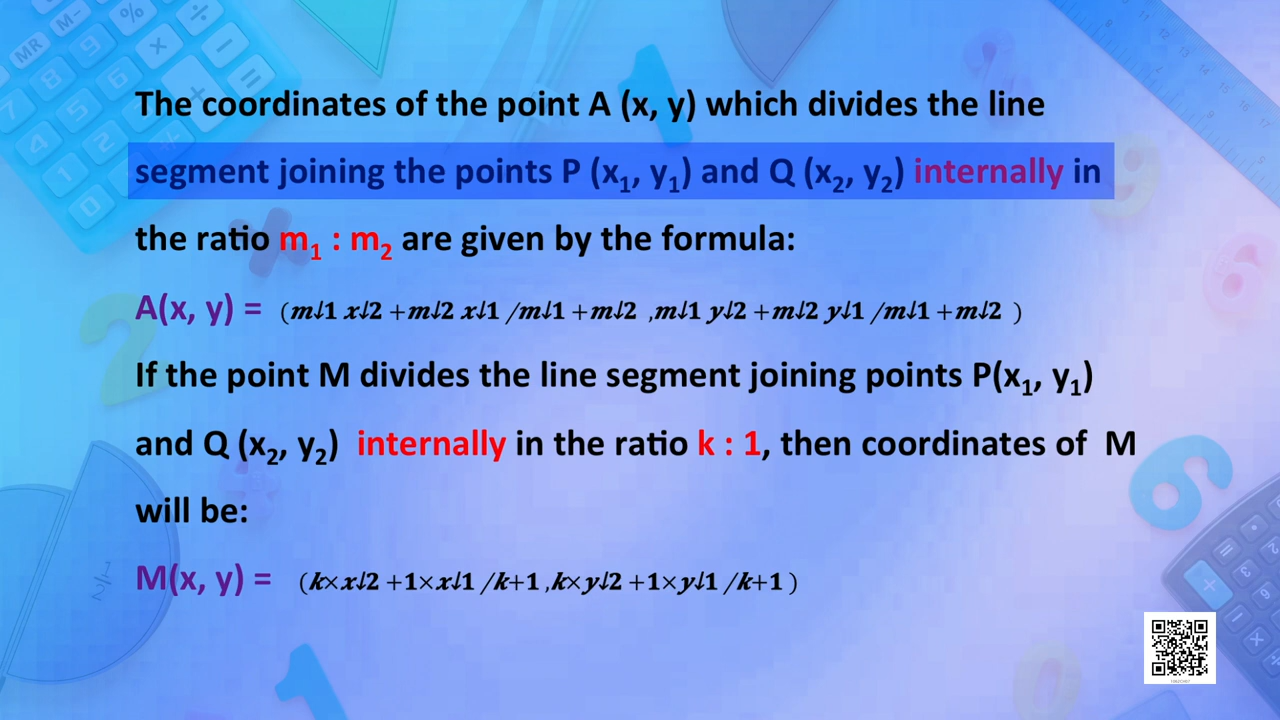 The coordinates of the point A (x, y) which divides the line
segment joining the points P (x₁, y₁) and Q (x₂, y₂) internally in
the ratio m₁ : m₂ are given by the formula:
A(x, y) = (m↓1 x↓2 +m↓2 x↓1 /m↓1 +m↓2 ,m↓1 y↓2 +m↓2 y↓1 /m↓1 +m↓2 )
If the point M divides the line segment joining points P(x₁, y₁)
and Q (x₂, y₂) internally in the ratio k : 1, then coordinates of M
will be:
M(x, y) = (k×x↓2 +1×x↓1 /k+1 ,k×y↓2 +1×y↓1 /k+1 )